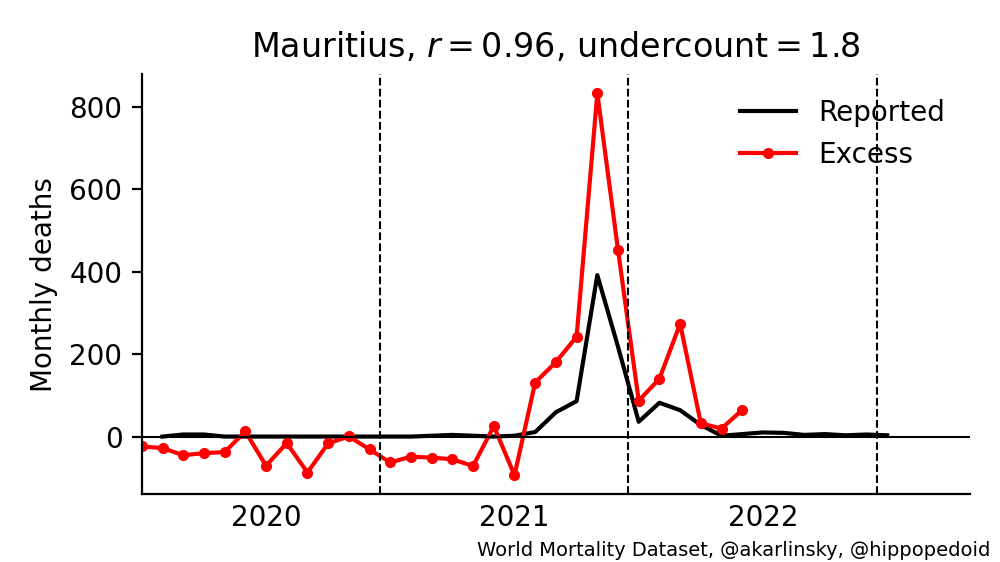 Mauritius, r = 0.96, undercount = 1.8
Monthly deaths
800
600
400
200
0
Reported
Excess
2020 2021 2022
World Mortality Dataset, @akarlinsky, @hippopedoid